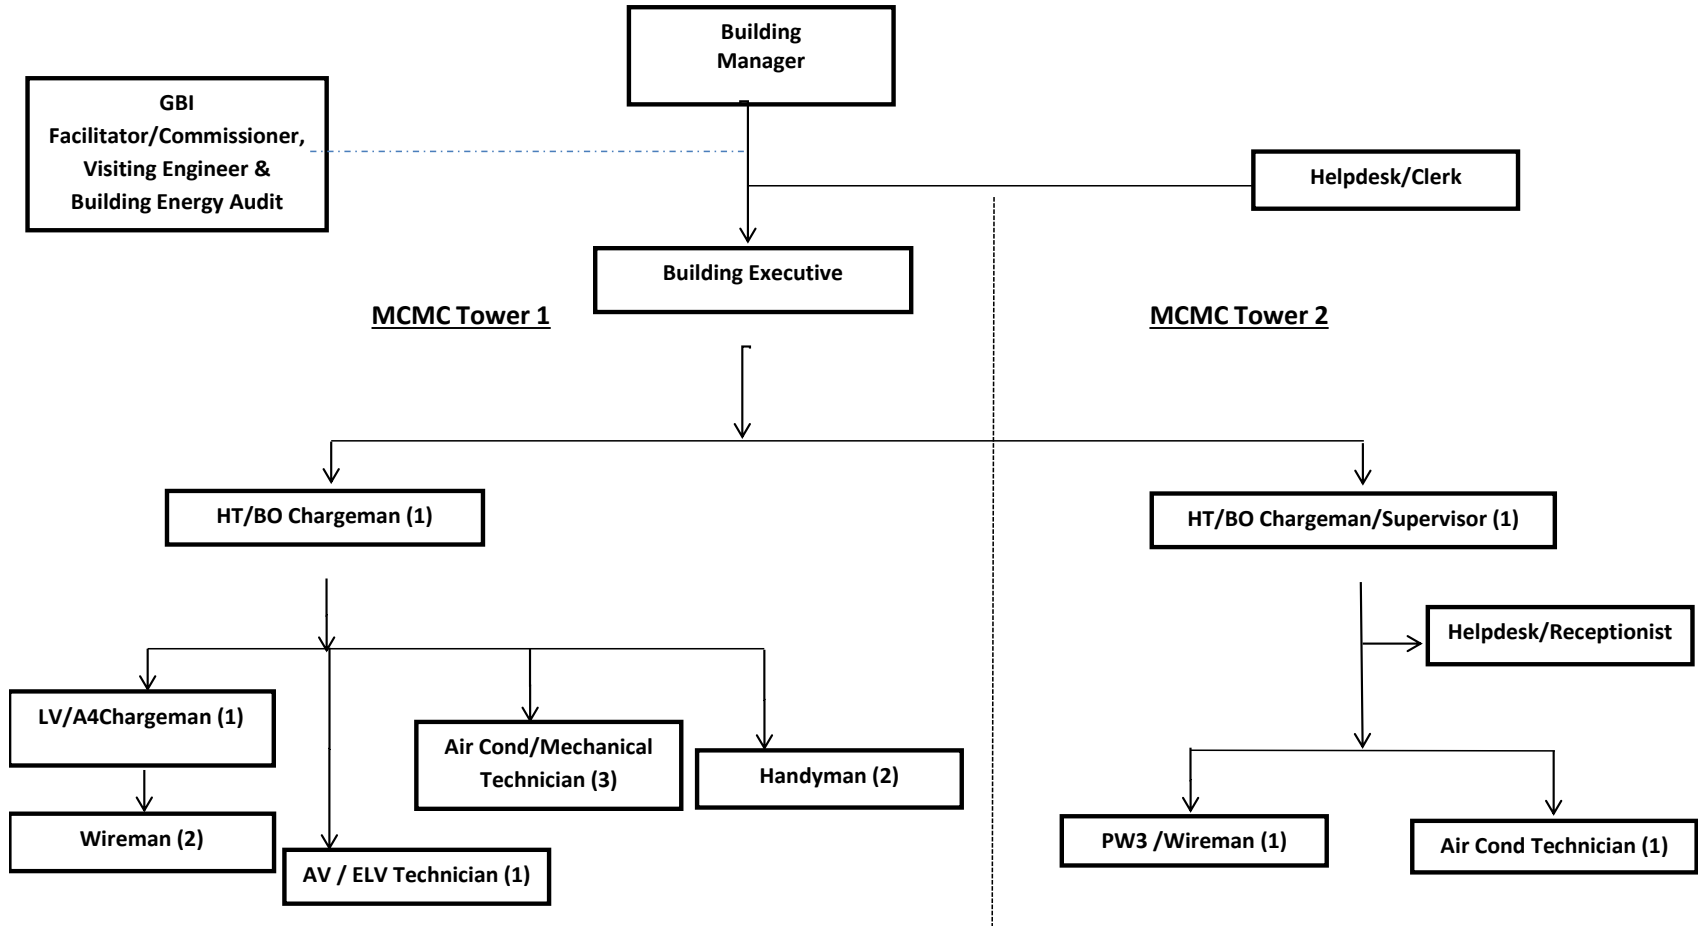 Building
Manager
GBI
Facilitator/Commissioner,
Visiting Engineer &
Building Energy Audit
Helpdesk/Clerk
Building Executive
MCMC Tower 1
MCMC Tower 2
HT/BO Chargeman (1)
HT/BO Chargeman/Supervisor (1)
Helpdesk/Receptionist
LV/A4Chargeman (1)
Air Cond/Mechanical
Technician (3)
Handyman (2)
Wireman (2)
AV / ELV Technician (1)
PW3 /Wireman (1)
Air Cond Technician (1)